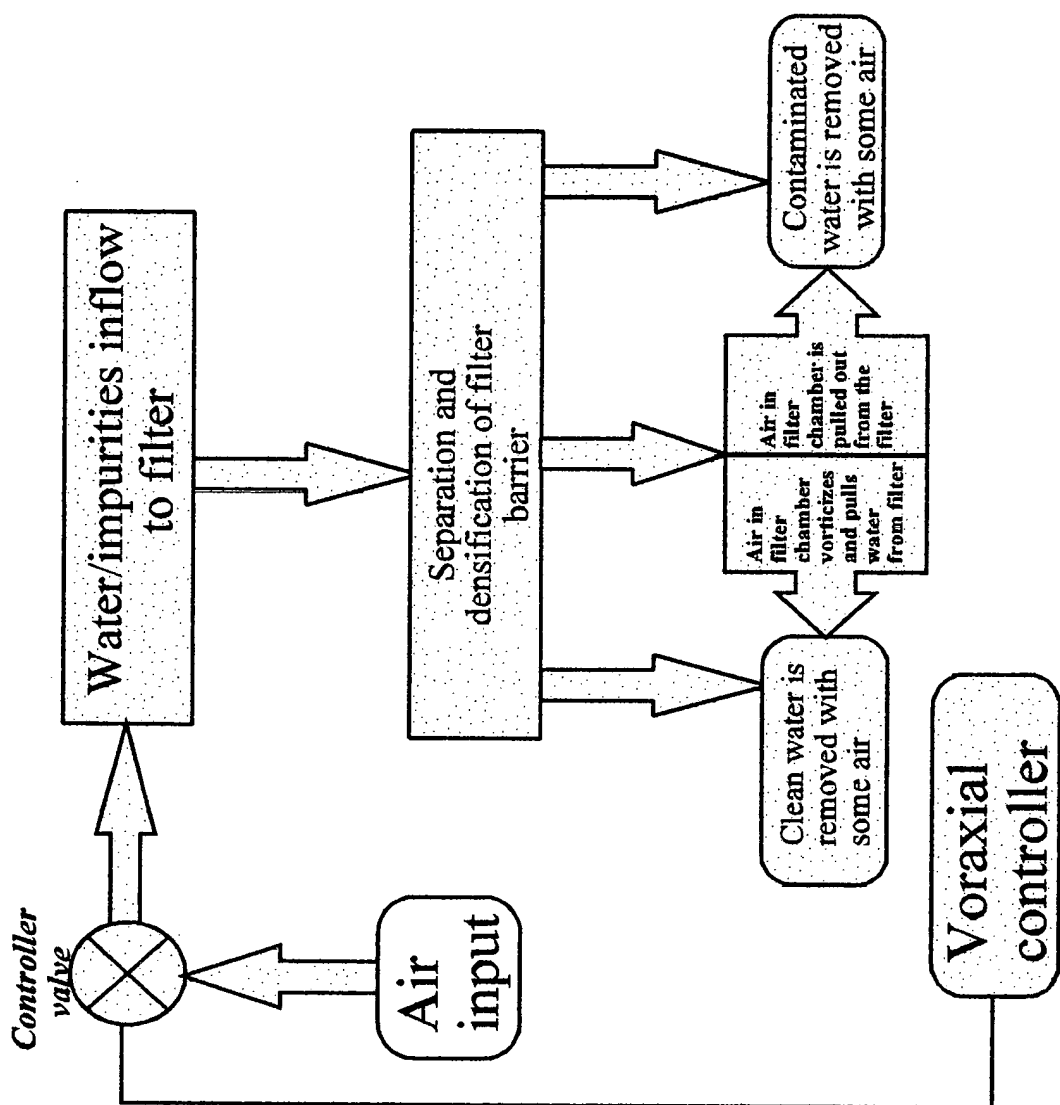 Controller
valve
Air
input
Water/impurities inflow
to filter
Separation and
densification of filter
barrier
Clean water is
removed with
some air
Air in
filter
chamber
vorticizes
and pulls
water
from filter
Air in
filter
chamber is
pulled out
from the
filter
Contaminated
water is removed
with some air
Voraxial
controller